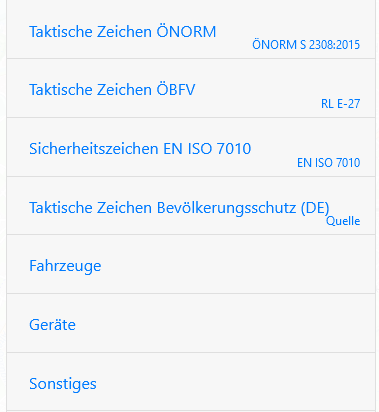 Taktische Zeichen ÖNORM
ÖNORM S 2308:2015
Taktische Zeichen ÖBFV
RL E-27
Sicherheitszeichen EN ISO 7010
EN ISO 7010
Taktische Zeichen Bevölkerungsschutz (DE)
Quelle
Fahrzeuge
Geräte
Sonstiges